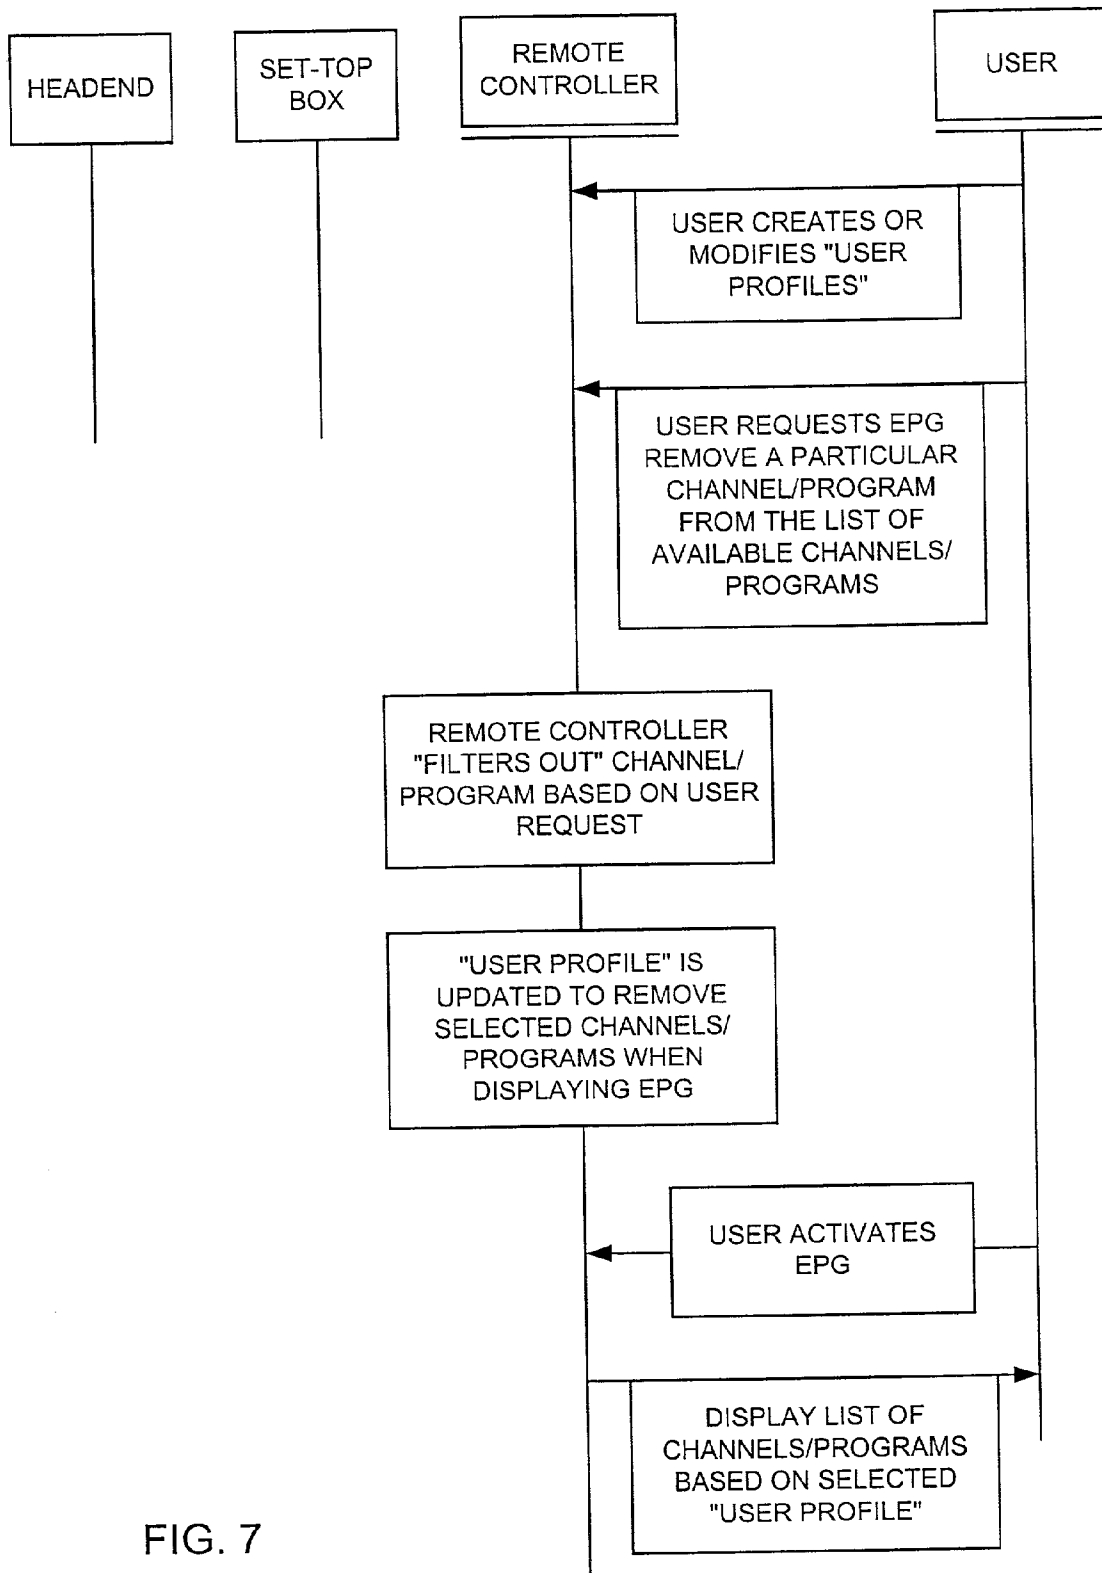 HEADEND
SET-TOP
BOX
REMOTE
CONTROLLER
USER
USER CREATES OR
MODIFIES "USER
PROFILES"
USER REQUESTS EPG
REMOVE A PARTICULAR
CHANNEL/PROGRAM
FROM THE LIST OF
AVAILABLE CHANNELS/
PROGRAMS
REMOTE CONTROLLER
"FILTERS OUT" CHANNEL/
PROGRAM BASED ON USER
REQUEST
"USER PROFILE" IS
UPDATED TO REMOVE
SELECTED CHANNELS/
PROGRAMS WHEN
DISPLAYING EPG
USER ACTIVATES
EPG
DISPLAY LIST OF
CHANNELS/PROGRAMS
BASED ON SELECTED
"USER PROFILE"
FIG. 7